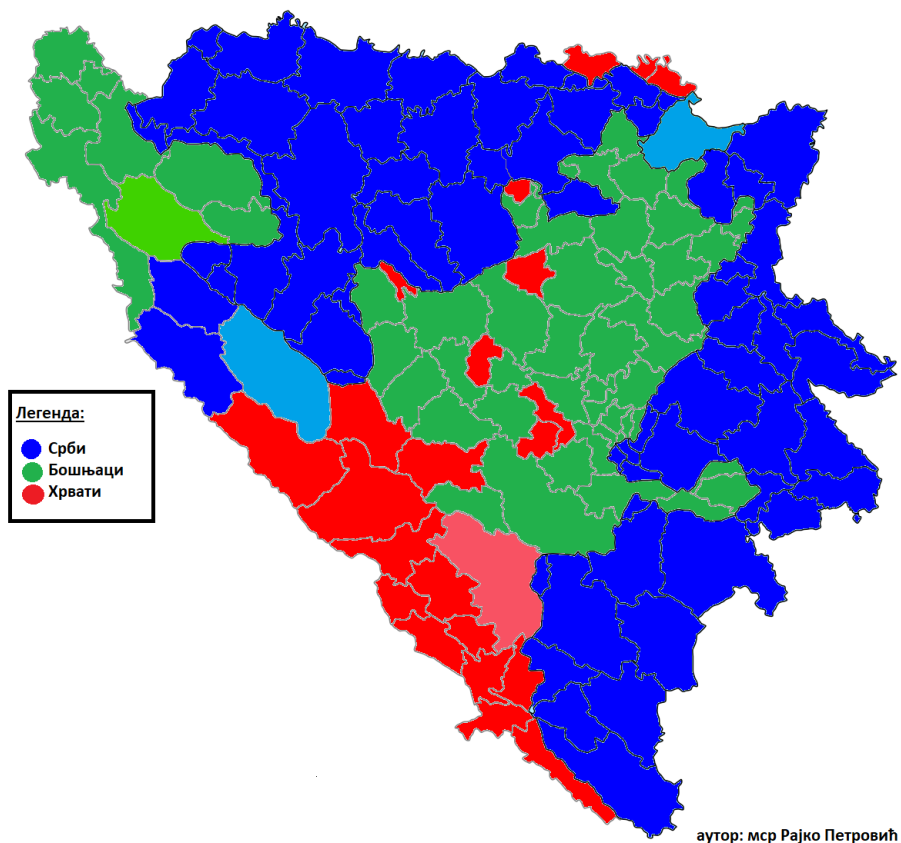 Легенда:
Срби
Бошњаци
Хрвати
аутор: мср Рајко Петровић